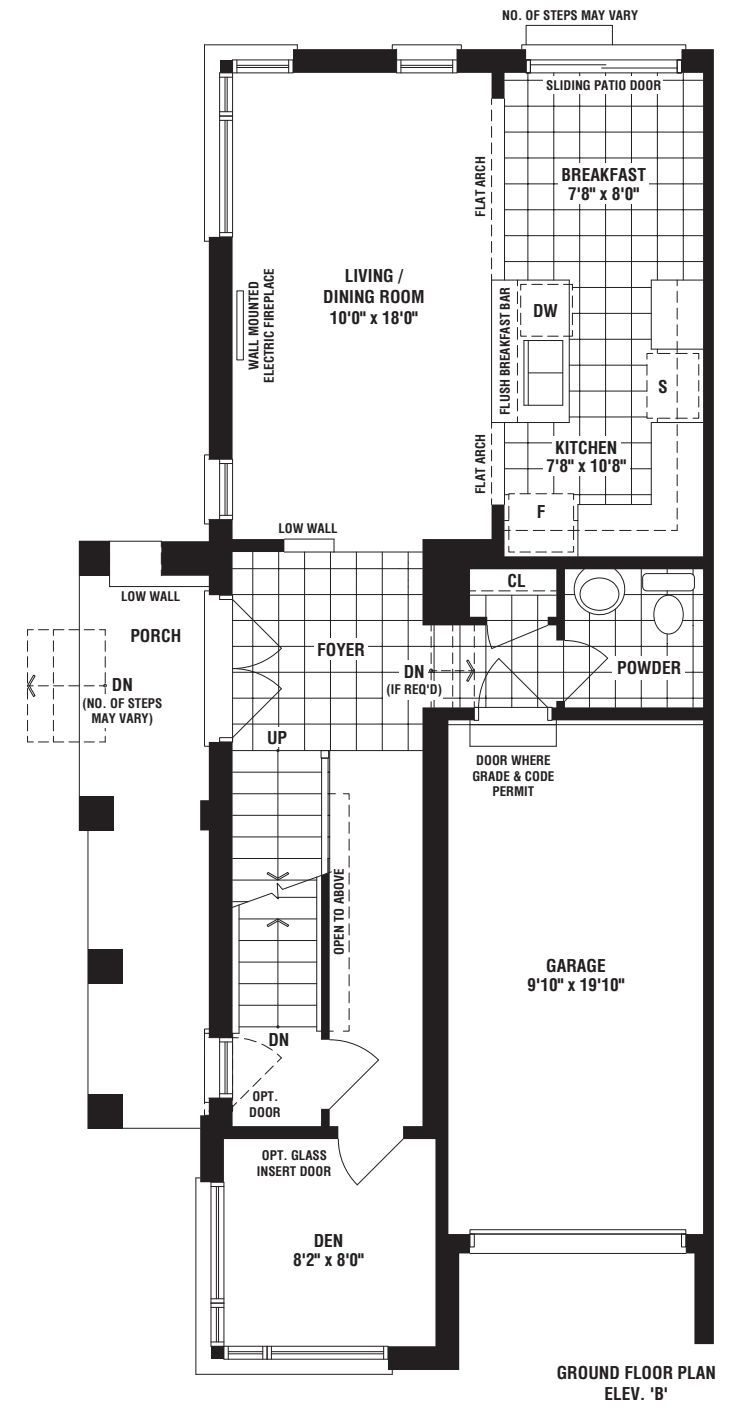 NO. OF STEPS MAY VARY
SLIDING PATIO DOOR
BREAKFAST
7'8" x 8'0"
FLAT ARCH
LIVING /
DINING ROOM
10'0" x 18'0"
WALL MOUNTED
ELECTRIC FIREPLACE
FLUSH BREAKFAST BAR
DW
S
FLAT ARCH
KITCHEN
7'8" x 10'8"
F
LOW WALL
CL
LOW WALL
PORCH
FOYER
POWDER
DN
(IF REQ'D)
DN
(NO. OF STEPS
MAY VARY)
UP
DOOR WHERE
GRADE & CODE
PERMIT
OPEN TO ABOVE
GARAGE
9'10" x 19'10"
DN
OPT.
DOOR
OPT. GLASS
INSERT DOOR
DEN
8'2" x 8'0"
GROUND FLOOR PLAN
ELEV. 'B'